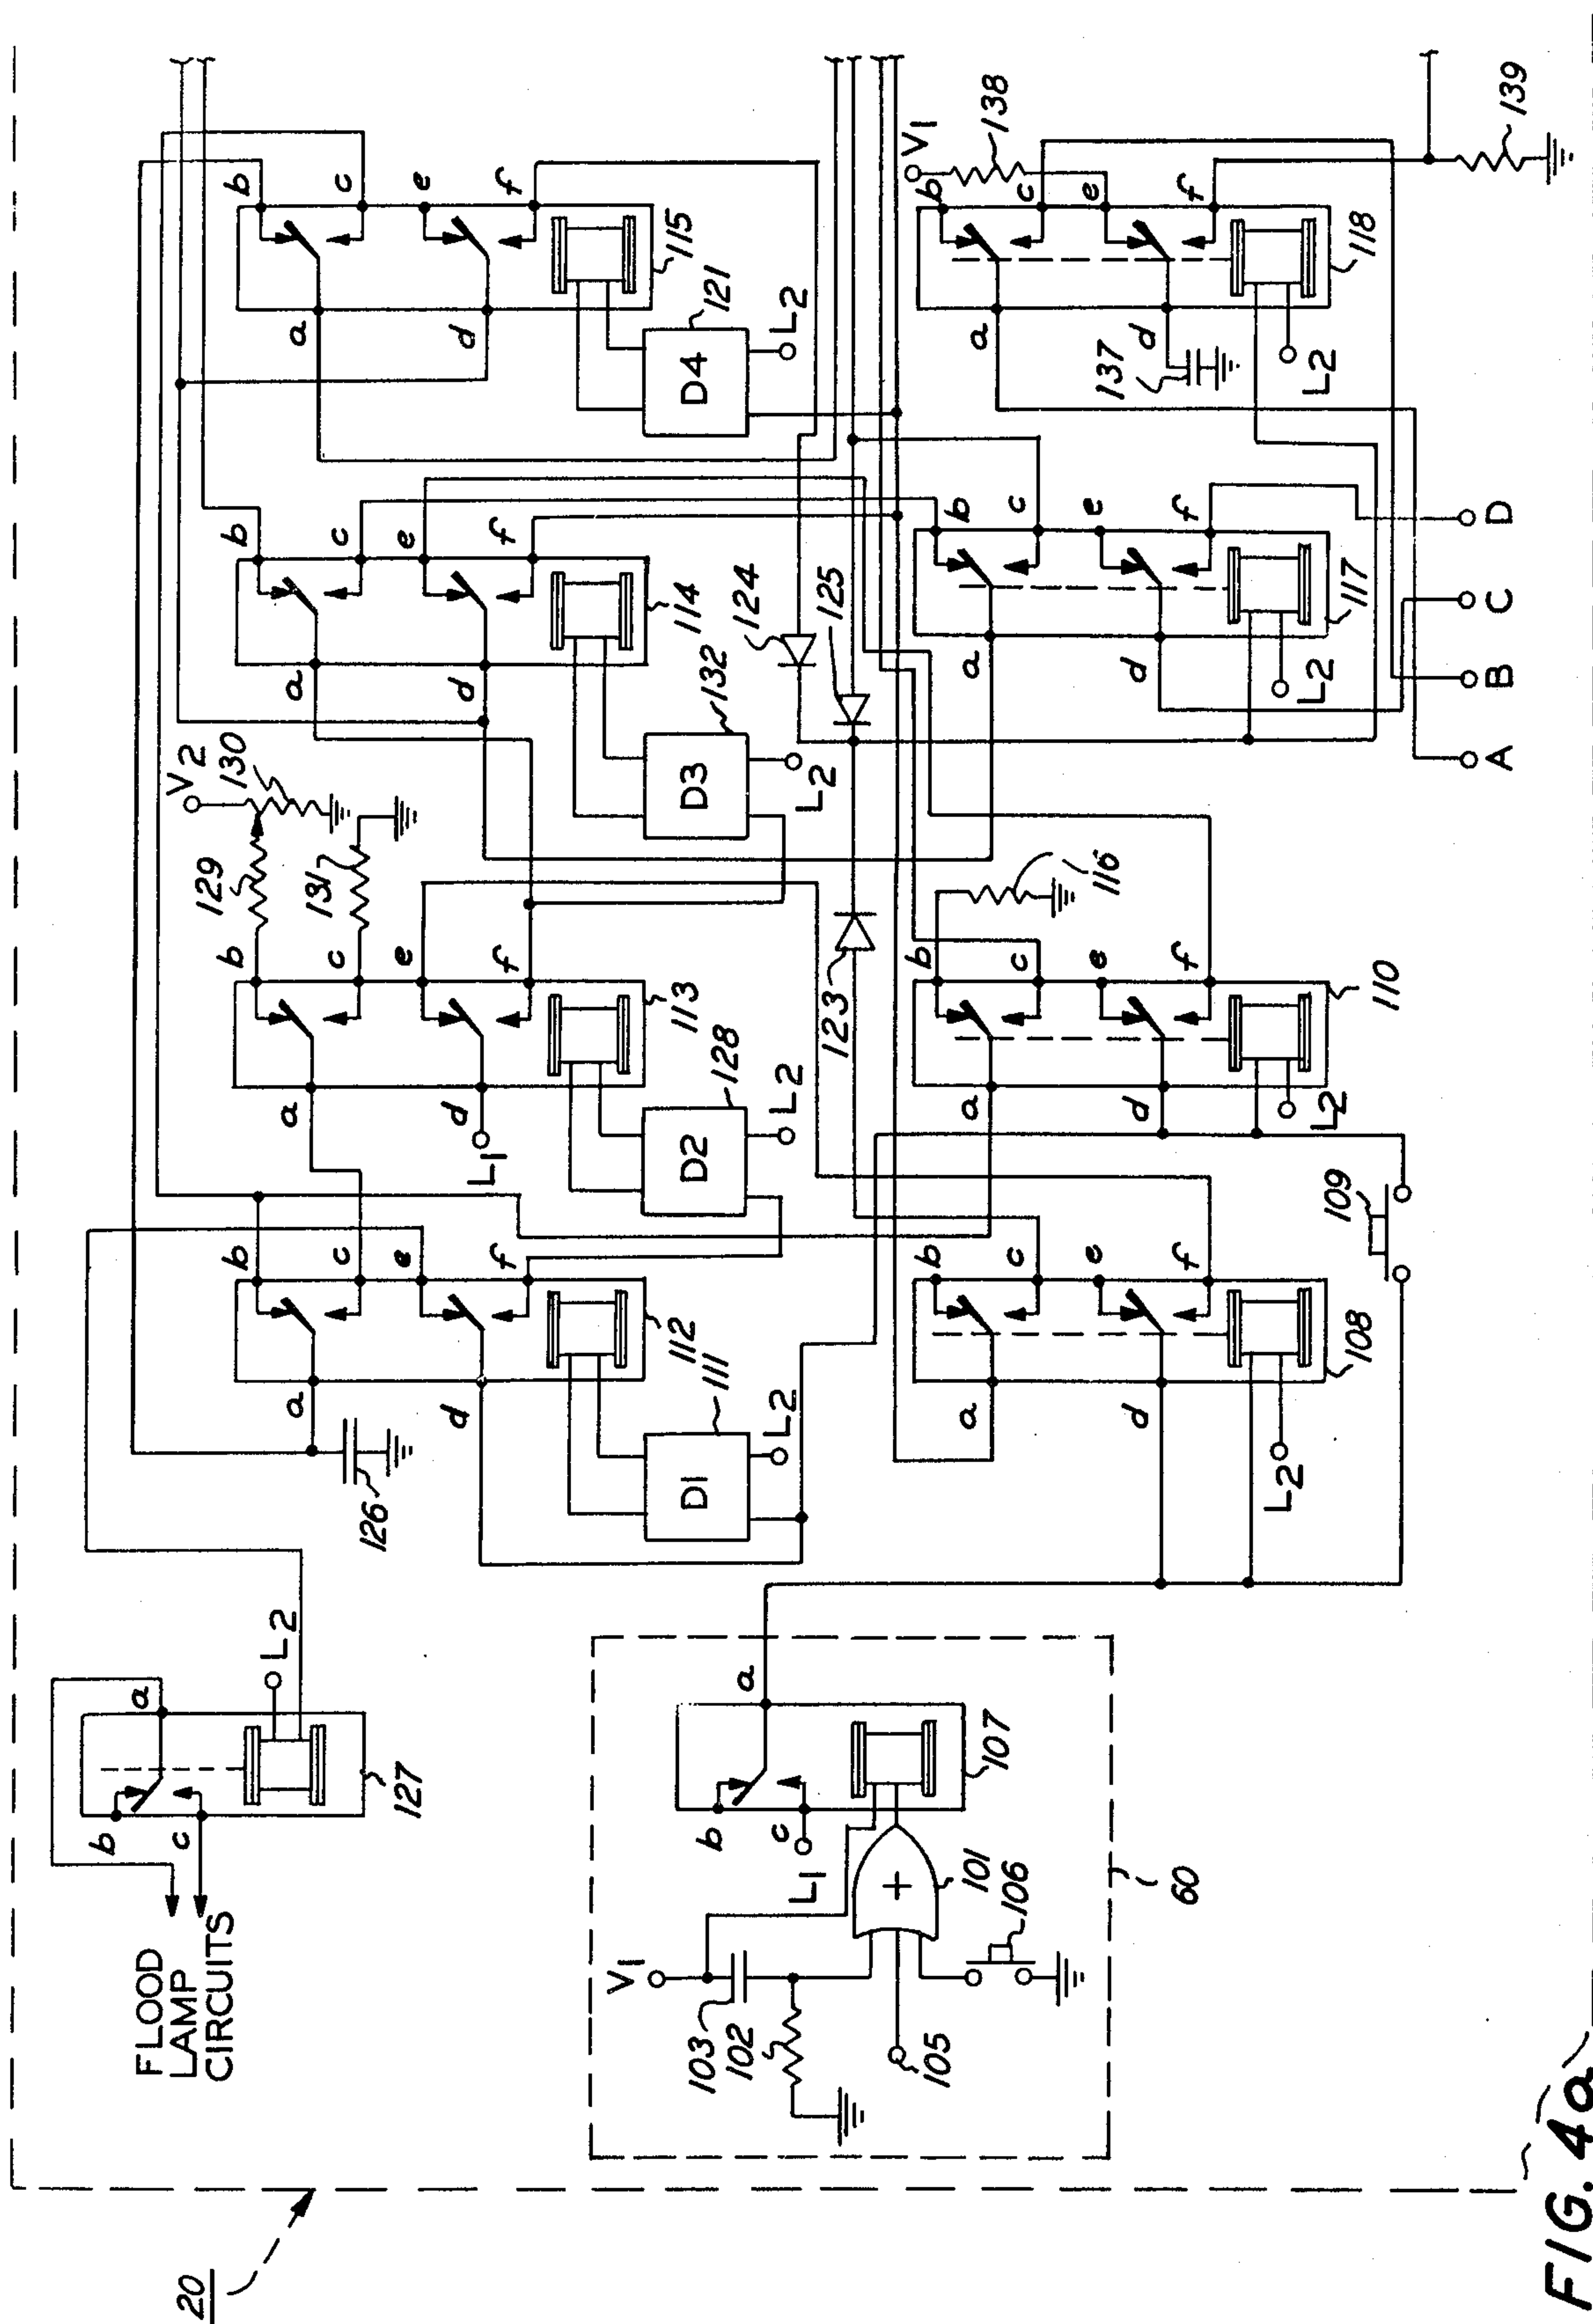 20
FLOOD
LAMP
CIRCUITS
a
b
c
L2
127
V1
103
102
105
106
101
L1
b
c
a
107
60
126
a
b
c
d
e
f
112
D1
111
L2
a
b
c
d
e
f
108
L2
109
129
V2
130
131
a
b
c
d
e
f
L1
113
D2
128
L2
123
116
a
b
c
d
e
f
110
L2
a
b
c
d
e
f
114
D3
132
L2
124
125
a
b
c
d
e
f
117
L2
a
b
c
d
e
f
115
D4
121
L2
V1
138
a
b
c
d
e
f
137
118
L2
139
A
B
C
D
FIG. 4a